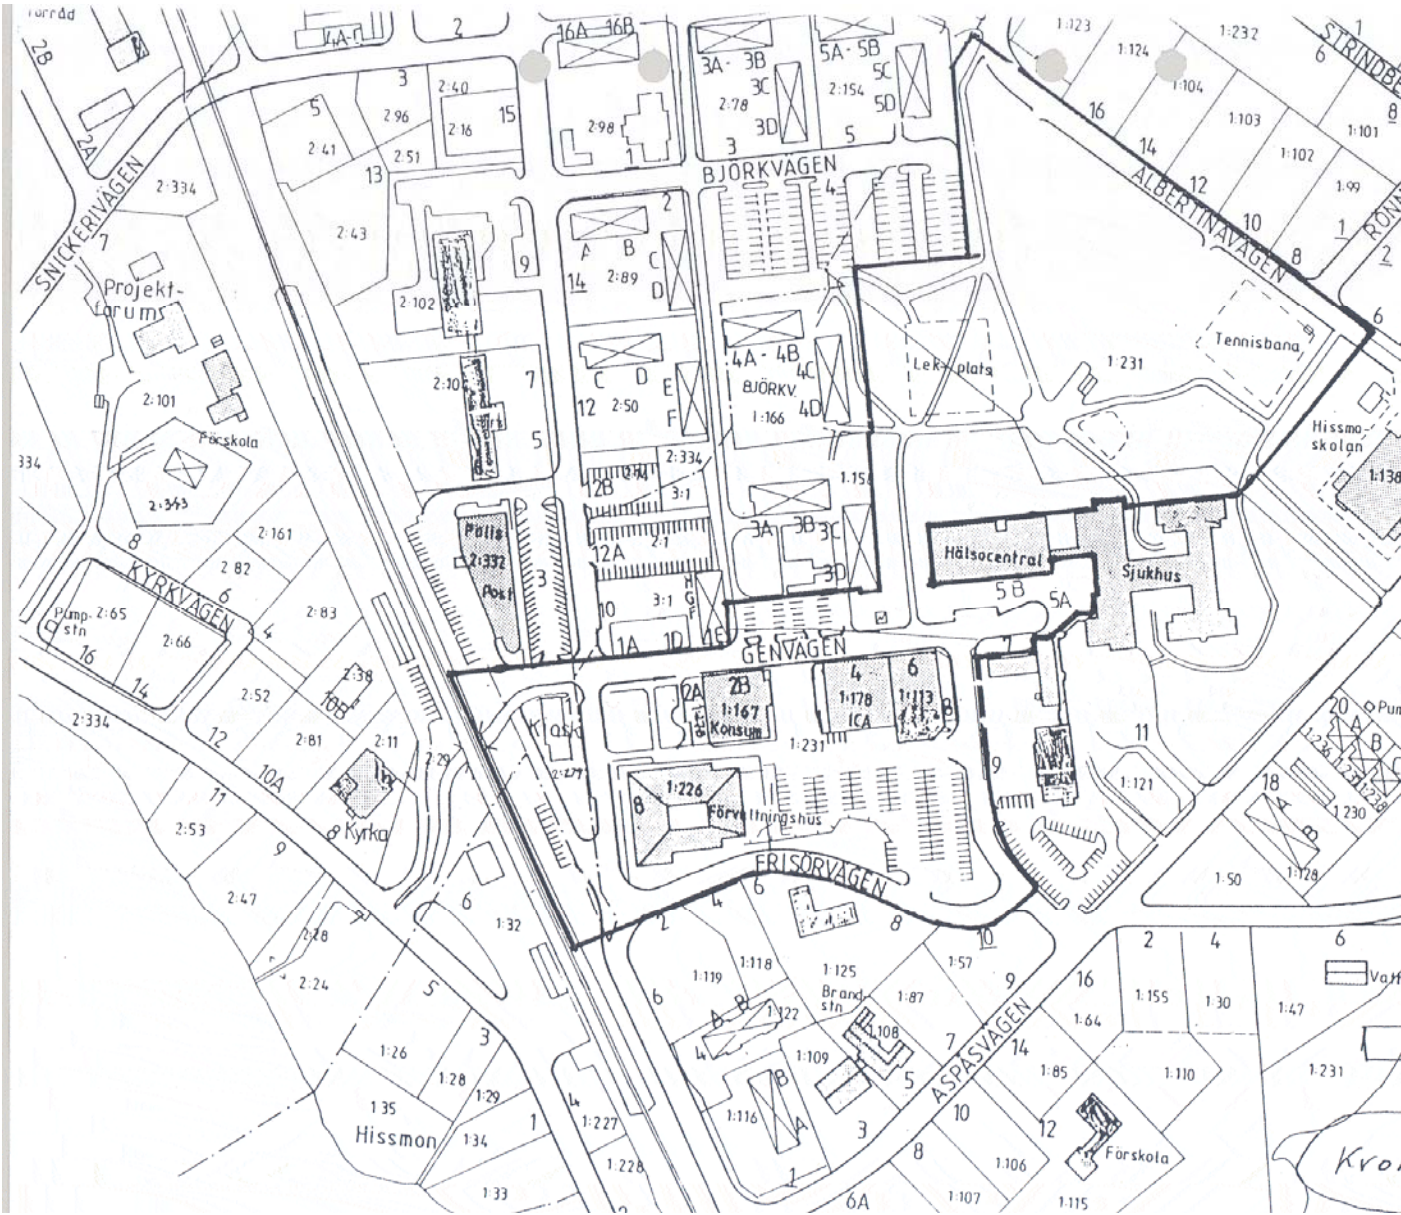 2B
4A-
2
16A-16B
3A-3B
3C
2:78
3D
5A-5B
5C
2:154
5D
1:123
1:124
1:232
1
STRINDBE
6
8
1:104
16
1:103
1:101
14
1:102
12
1:99
10
1
8
RÖNN
2
ALBERTINAVÄGEN
6
3
2:40
5
2:96
2:16
15
2:98
2:41
2:51
13
1
3
5
BJÖRKVÄGEN
4
2A
SNICKERIVÄGEN
2:334
7
2:43
2
A
B
C
14
2:89
D
9
2:102
Projekt-
forum
4A-4B
4C
BJÖRKV.
4D
1:166
Lekplats
1:231
Tennisbana
2:10
7
C
D
E
12
2:50
F
5
2:101
Förskola
Hissmo-
skolan
1:138
334
2:343
2:334
12B
3:1
3A
3B
3C
3D
2:161
8
2:82
KYRKVÄGEN
6
Polis
2:332
Post
3
12A
2:1
H
G
F
10
3:1
1A
1D
1E
Hälsocentral
Sjukhus
5B
5A
2:83
Pump-
stn
2:65
2:66
4
16
14
GENVÄGEN
2:38
10B
2:52
12
2:81
2:11
2:29
10A
2:334
11
Kiosk
2A
2B
1:167
Konsum
4
1:178
ICA
6
1:113
8
1:231
9
11
1:121
20
A
B
C
Pum
1:236
1:238
18
A
B
1:230
1:128
1:50
8
1:226
Förvaltningshus
FRISÖRVÄGEN
2:53
9
8
Kyrka
2:47
7
2:28
2:24
6
1:32
5
2
4
6
8
10
1:119
1:118
1:125
Brand-
stn
1:57
1:87
9
6
A-B
1:122
4
1:108
7
1:109
5
ASPÅSVÄGEN
16
2
4
6
1:155
1:30
1:47
Vatt
1:64
14
1:85
1:110
1:231
1:26
3
1:28
1:29
1:35
Hissmon
1:34
1
4
1:227
1:228
1:33
1:116
B
A
1
3
10
8
12
Förskola
1:106
1:107
1:115
6A
Kro